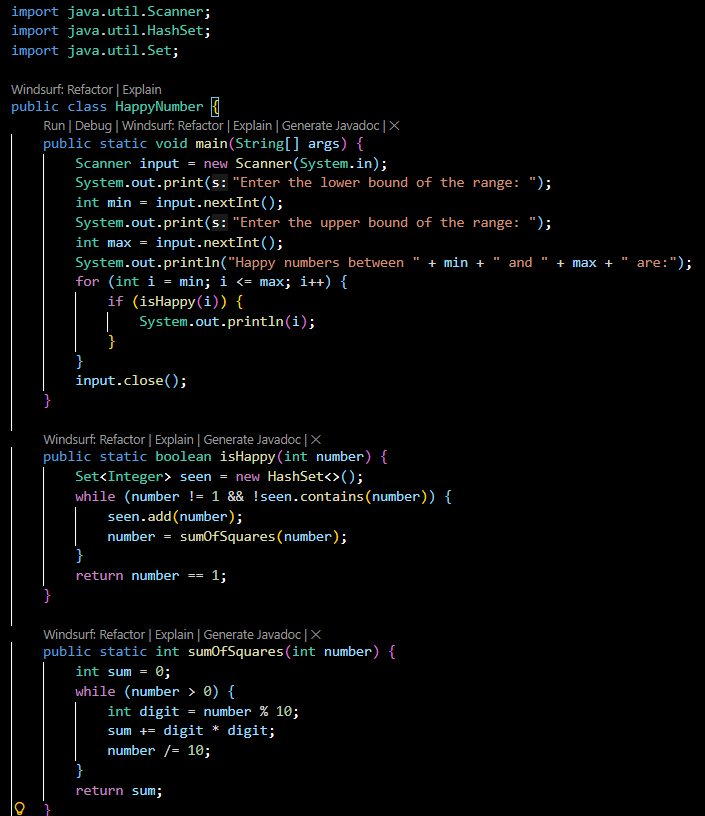 import java.util.Scanner;
import java.util.HashSet;
import java.util.Set;
Windsurf: Refactor | Explain
public class HappyNumber {
Run | Debug | Windsurf: Refactor | Explain | Generate Javadoc | ✕
public static void main(String[] args) {
Scanner input = new Scanner(System.in);
System.out.print(s: "Enter the lower bound of the range: ");
int min = input.nextInt();
System.out.print(s: "Enter the upper bound of the range: ");
int max = input.nextInt();
System.out.println("Happy numbers between " + min + " and " + max + " are:");
for (int i = min; i <= max; i++) {
if (isHappy(i)) {
System.out.println(i);
}
}
input.close();
}
Windsurf: Refactor | Explain | Generate Javadoc | ✕
public static boolean isHappy(int number) {
Set<Integer> seen = new HashSet<>();
while (number != 1 && !seen.contains(number)) {
seen.add(number);
number = sumOfSquares(number);
}
return number == 1;
}
Windsurf: Refactor | Explain | Generate Javadoc | ✕
public static int sumOfSquares(int number) {
int sum = 0;
while (number > 0) {
int digit = number % 10;
sum += digit * digit;
number /= 10;
}
return sum;
}